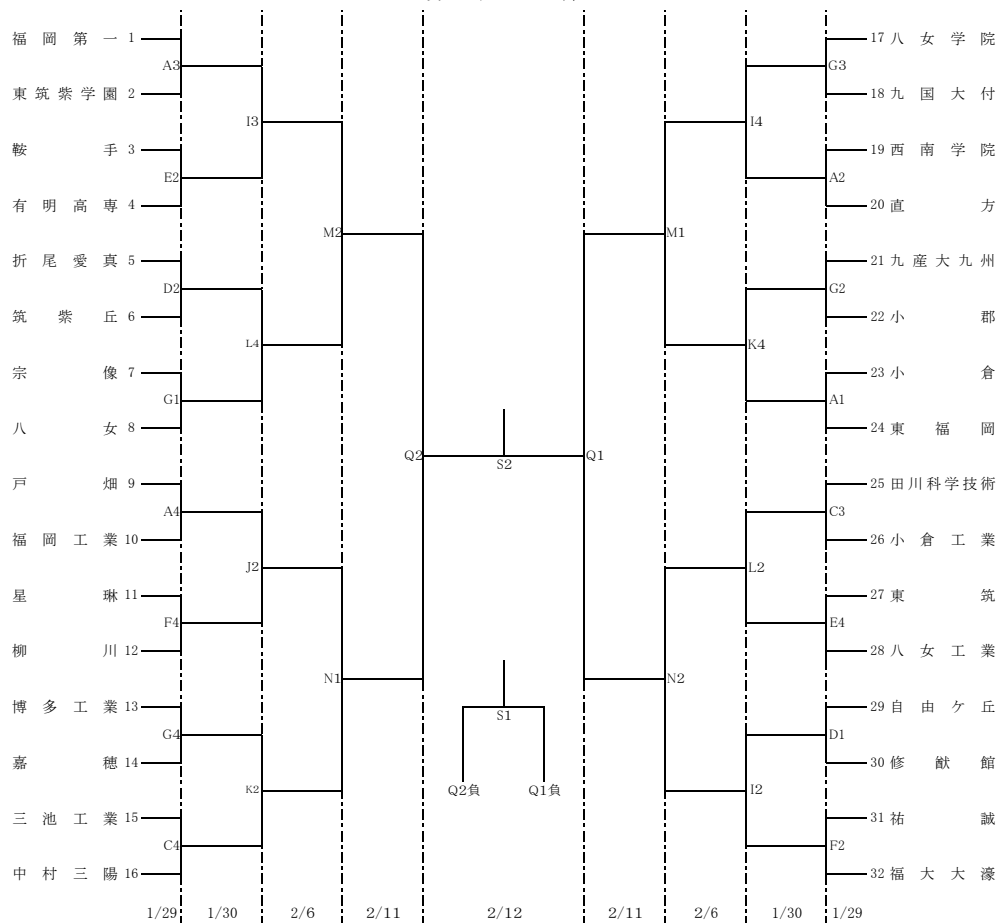 福岡第一 1
A3
東筑紫学園 2
I3
鞍手 3
E2
有明高専 4
M2
折尾愛真 5
D2
筑紫丘 6
L4
宗像 7
G1
八女 8
Q2
戸畑 9
A4
福岡工業 10
J2
星琳 11
F4
柳川 12
N1
博多工業 13
G4
嘉穂 14
K2
三池工業 15
C4
中村三陽 16
S2
S1
Q2負 Q1負
17 八女学院
G3
18 九国大付
I4
19 西南学院
A2
20 直方
M1
21 九産大九州
G2
22 小郡
K4
23 小倉
A1
24 東福岡
Q1
25 田川科学技術
C3
26 小倉工業
L2
27 東筑
E4
28 八女工業
N2
29 自由ケ丘
D1
30 修猷館
I2
31 祐誠
F2
32 福大大濠
1/29 1/30 2/6 2/11 2/12 2/11 2/6 1/30 1/29